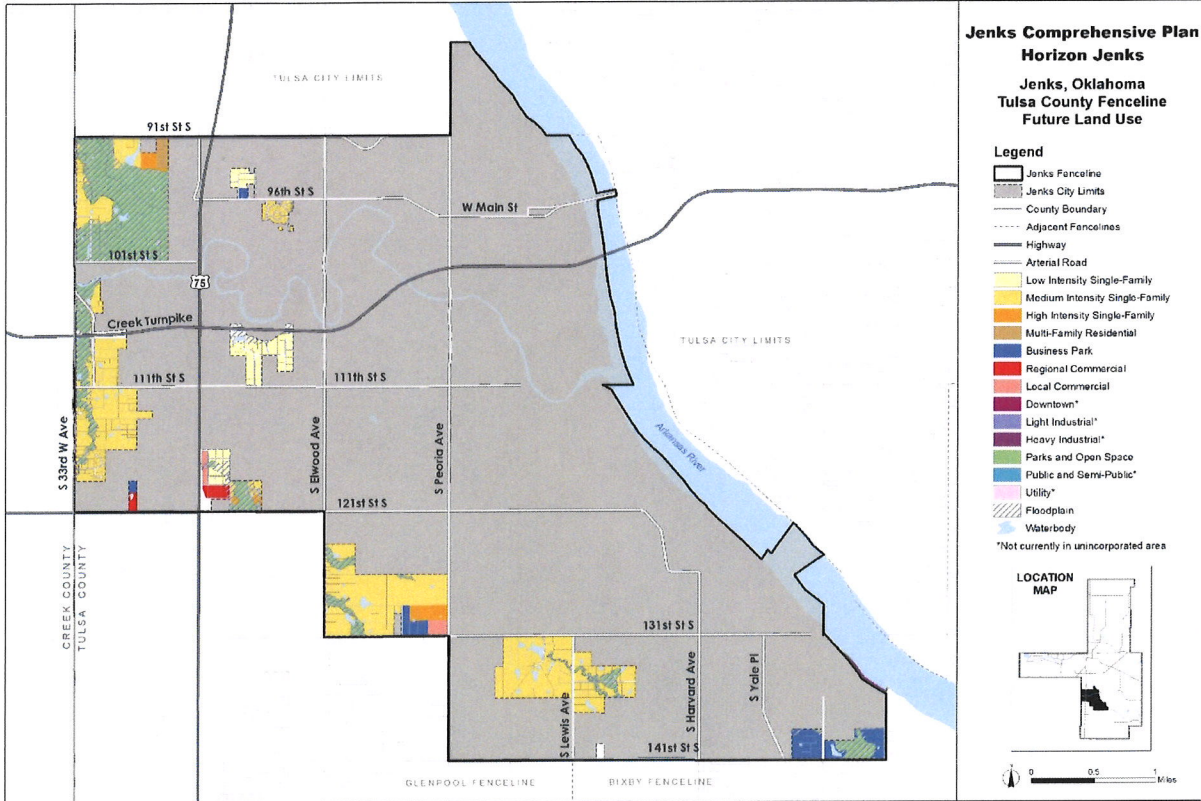 Jenks Comprehensive Plan
Horizon Jenks
Jenks, Oklahoma
Tulsa County Fenceline
Future Land Use
Legend
Jenks Fenceline
Jenks City Limits
County Boundary
Adjacent Fencelines
Highway
Arterial Road
Low Intensity Single-Family
Medium Intensity Single-Family
High Intensity Single-Family
Multi-Family Residential
Business Park
Regional Commercial
Local Commercial
Downtown*
Light Industrial*
Heavy Industrial*
Parks and Open Space
Public and Semi-Public*
Utility*
Floodplain
Waterbody
*Not currently in unincorporated area
LOCATION
MAP
0 0.5 1
Miles
TULSA CITY LIMITS
91st St S
96th St S
W Main St
101st St S
75
Creek Turnpike
TULSA CITY LIMITS
111th St S
111th St S
S 33rd W Ave
S Elwood Ave
S Peoria Ave
Arkansas River
121st St S
CREEK COUNTY
TULSA COUNTY
131st St S
S Lewis Ave
S Harvard Ave
S Yale Pl
141st St S
GLENPOOL FENCELINE
BIXBY FENCELINE